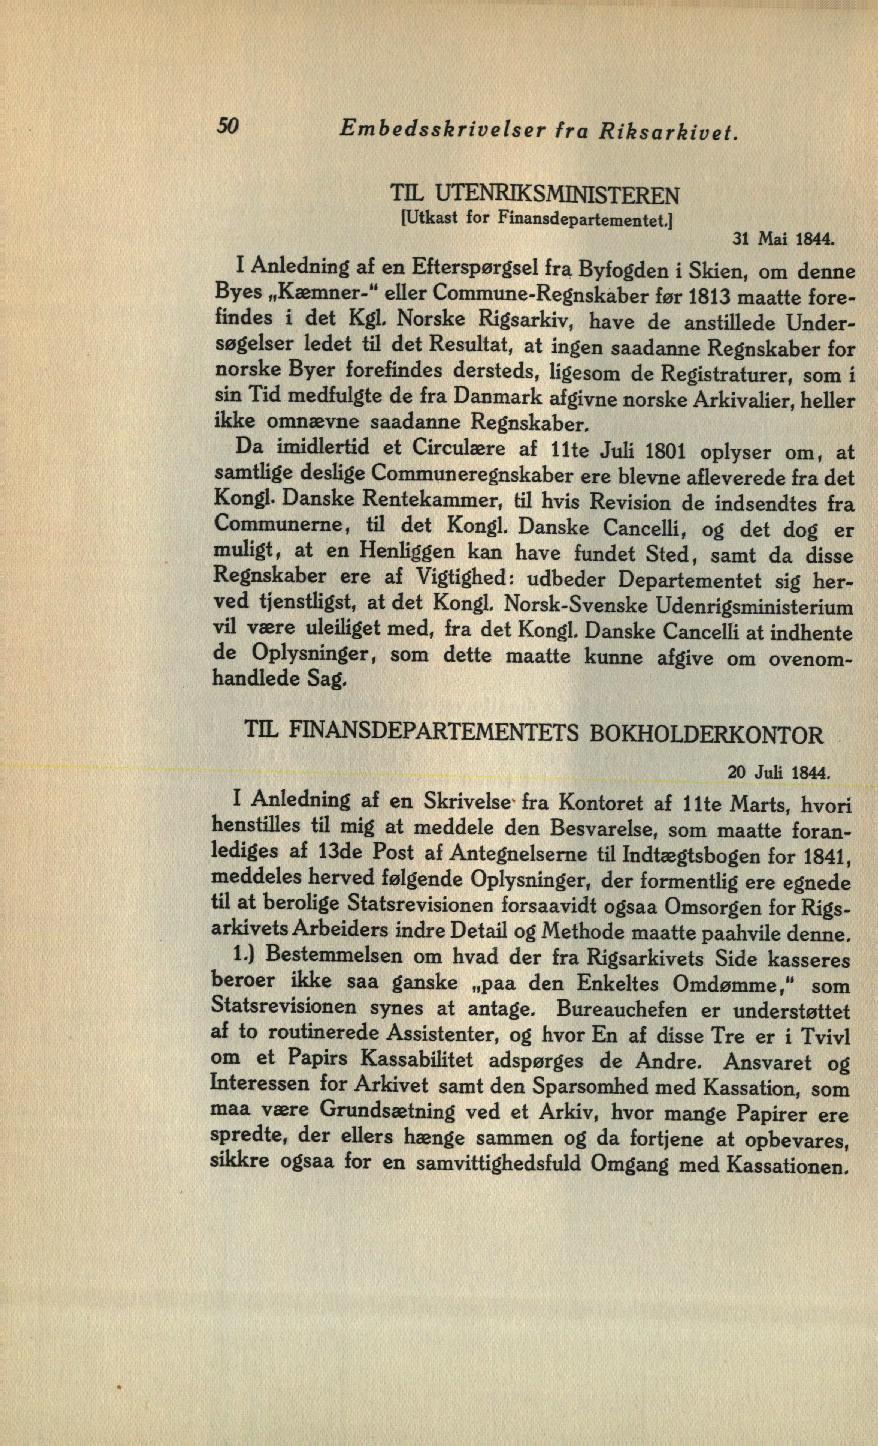 50 Embedsskrivelser fra Riksarkivet.
TIL UTENRIKSMINISTEREN
[Utkast for Finansdepartementet.]
31 Mai 1844.
I Anledning af en Efterspørgsel fra Byfogden i Skien, om denne
Byes „Kæmner-" eller Commune-Regnskaber før 1813 maatte fore-
findes i det Kgl. Norske Rigsarkiv, have de anstillede Under-
søgelser ledet til det Resultat, at ingen saadanne Regnskaber for
norske Byer forefindes dersteds, ligesom de Registraturer, som i
sin Tid medfulgte de fra Danmark afgivne norske Arkivalier, heller
ikke omnævne saadanne Regnskaber.
Da imidlertid et Circulære af 11te Juli 1801 oplyser om, at
samtlige deslige Communeregnskaber ere blevne afleverede fra det
Kongl. Danske Rentekammer, til hvis Revision de indsendtes fra
Communerne, til det Kongl. Danske Cancelli, og det dog er
muligt, at en Henliggen kan have fundet Sted, samt da disse
Regnskaber ere af Vigtighed: udbeder Departementet sig her-
ved tjenstligst, at det Kongl. Norsk-Svenske Udenrigsministerium
vil være uleiliget med, fra det Kongl. Danske Cancelli at indhente
de Oplysninger, som dette maatte kunne afgive om ovenom-
handlede Sag.
TIL FINANSDEPARTEMENTETS BOKHOLDERKONTOR
20 Juli 1844.
I Anledning af en Skrivelse fra Kontoret af 11te Marts, hvori
henstilles til mig at meddele den Besvarelse, som maatte foran-
lediges af 13de Post af Antegnelserne til Indtægtsbogen for 1841,
meddeles herved følgende Oplysninger, der formentlig ere egnede
til at berolige Statsrevisionen forsaavidt ogsaa Omsorgen for Rigs-
arkivets Arbeiders indre Detail og Methode maatte paahvile denne.
1.) Bestemmelsen om hvad der fra Rigsarkivets Side kasseres
beroer ikke saa ganske „paa den Enkeltes Omdømme," som
Statsrevisionen synes at antage. Bureauchefen er understøttet
af to routinerede Assistenter, og hvor En af disse Tre er i Tvivl
om et Papirs Kassabilitet adspørges de Andre. Ansvaret og
Interessen for Arkivet samt den Sparsomhed med Kassation, som
maa være Grundsætning ved et Arkiv, hvor mange Papirer ere
spredte, der ellers hænge sammen og da fortjene at opbevares,
sikkre ogsaa for en samvittighedsfuld Omgang med Kassationen.